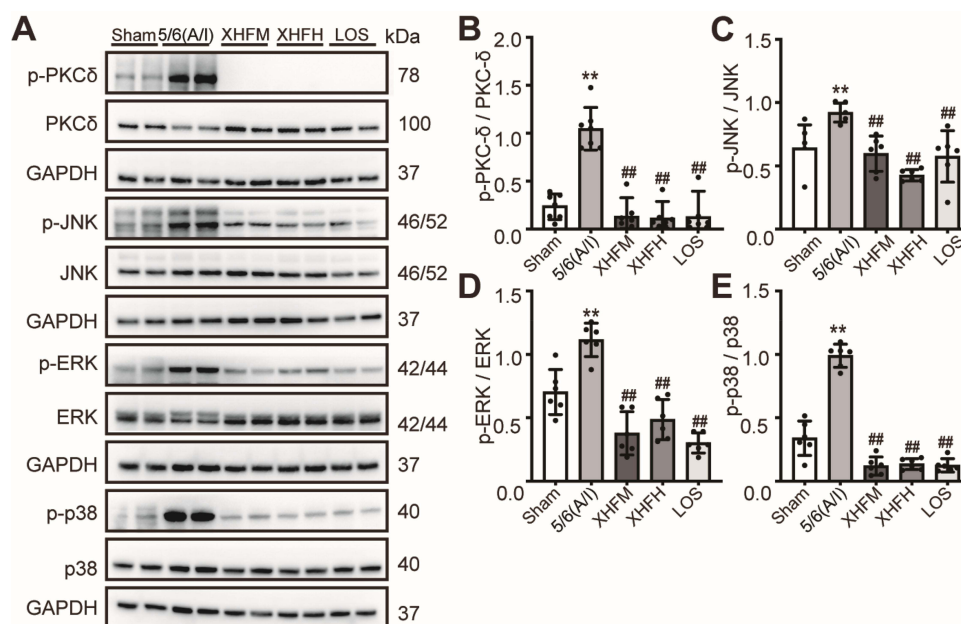 A
Sham 5/6(A/I) XHFM XHFH LOS kDa
p-PKCδ 78
PKCδ 100
GAPDH 37
p-JNK 46/52
JNK 46/52
GAPDH 37
p-ERK 42/44
ERK 42/44
GAPDH 37
p-p38 40
p38 40
GAPDH 37
B
p-PKC-δ / PKC-δ
2.0
1.5
1.0
0.5
0.0
**
## ## ##
Sham 5/6(A/I) XHFM XHFH LOS
C
p-JNK / JNK
1.5
1.0
0.5
0.0
**
## ## ##
Sham 5/6(A/I) XHFM XHFH LOS
D
p-ERK / ERK
1.5
1.0
0.5
0.0
**
## ## ##
Sham 5/6(A/I) XHFM XHFH LOS
E
p-p38 / p38
1.5
1.0
0.5
0.0
**
## ## ##
Sham 5/6(A/I) XHFM XHFH LOS